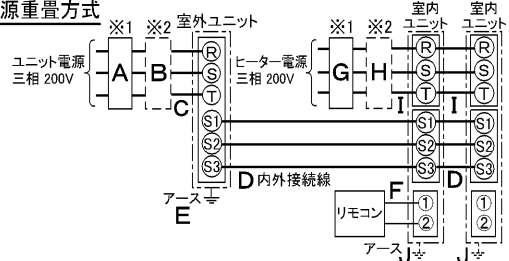 源重畳方式
※1
※2
室外ユニット
※1
※2
室内
ユニット
室内
ユニット
ユニット電源
三相 200V
A
B
C
R
S
T
ヒーター電源
三相 200V
G
H
I
R
S
T
I
R
S
T
S1
S2
S3
S1
S2
S3
S1
S2
S3
D 内外接続線
D
アース
E
リモコン
F
①
②
①
②
アース
J
J